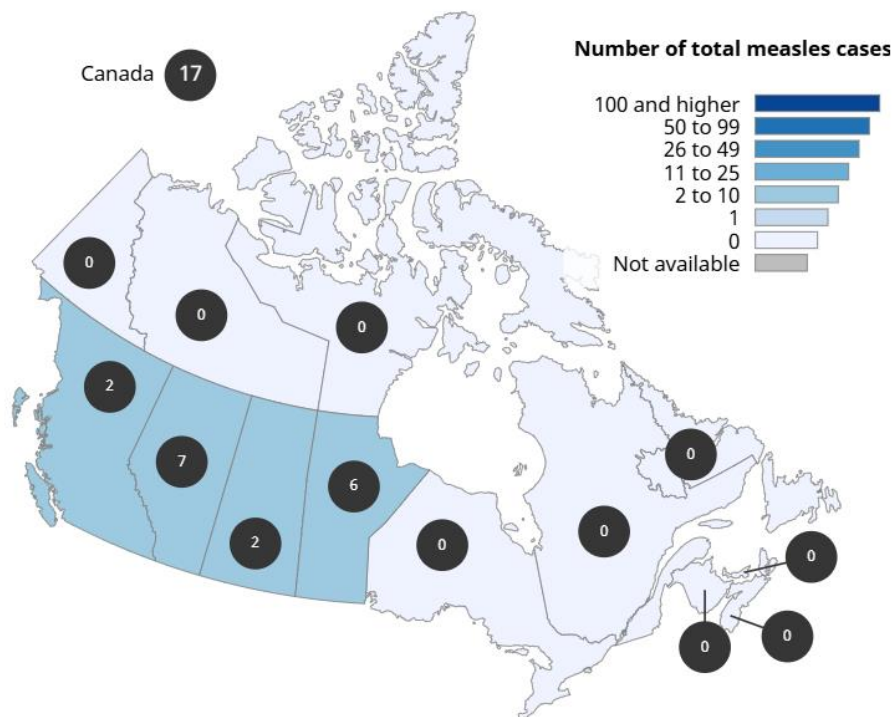 Canada 17
Number of total measles cases
100 and higher
50 to 99
26 to 49
11 to 25
2 to 10
1
0
Not available
0
0
0
2
7
2
6
0
0
0
0
0
0